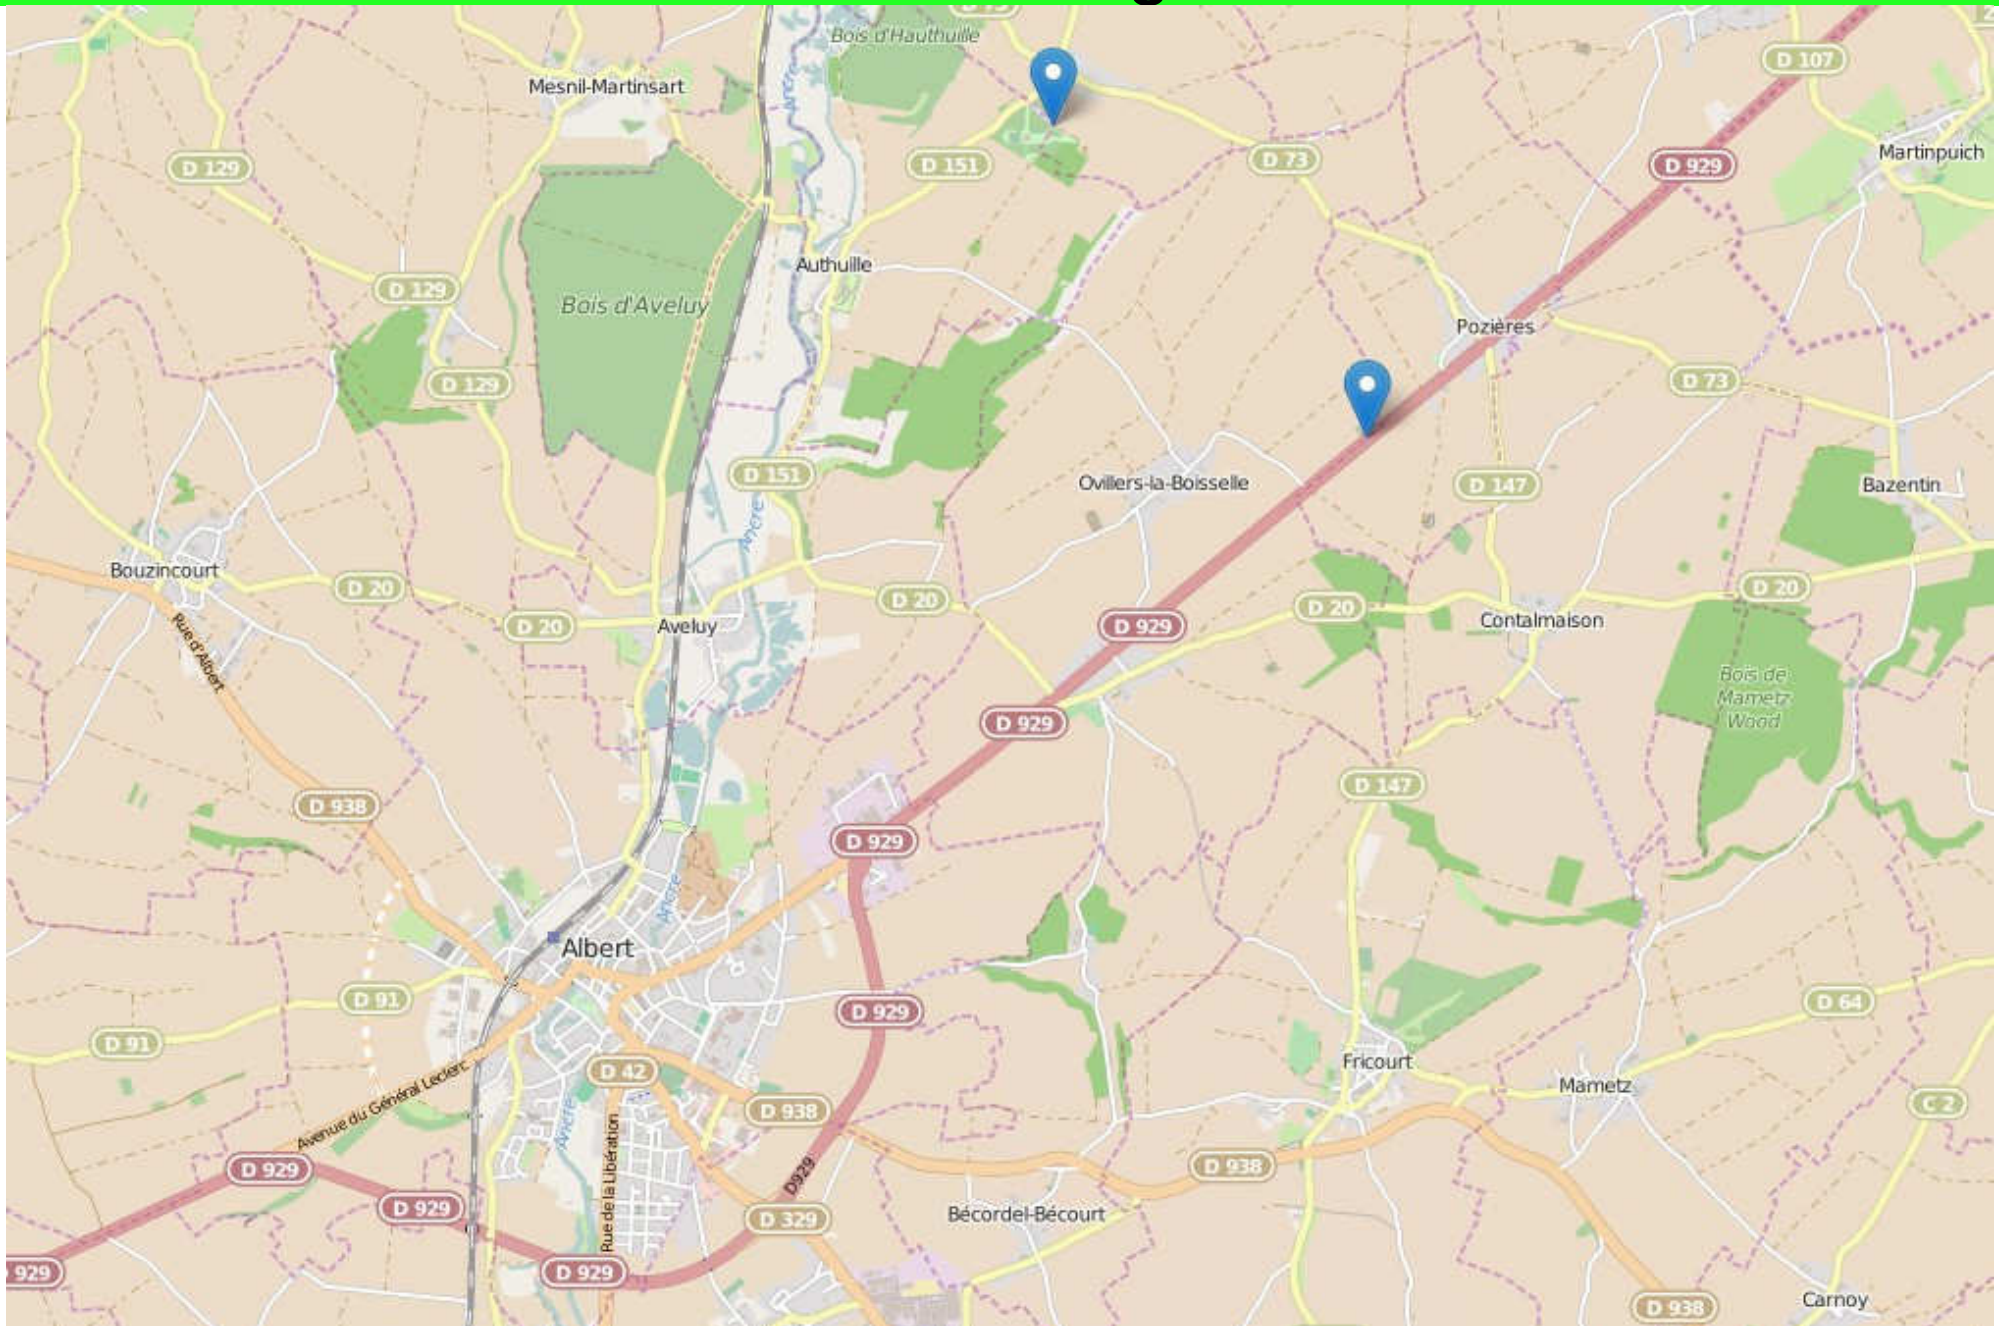 Bois d'Hauthuille
D 107
Mesnil-Martinsart
Ancre
D 129
D 151
D 73
D 929
Martinpuich
Authuille
D 129
Bois d'Aveluy
Pozières
D 129
D 73
D 151
Ovillers-la-Boisselle
D 147
Bazentin
Ancre
Bouzincourt
D 20
D 20
D 20
D 20
D 20
D 929
Contalmaison
Aveluy
Rue d'Albert
Bois de
Mametz
Wood
D 929
D 147
D 938
D 929
Ancre
Albert
D 91
D 929
D 64
D 91
Fricourt
D 42
Mametz
Avenue du Général Leclerc
D 938
C 2
Ancre
Rue de la Libération
D 929
D929
D 938
D 929
D 329
Bécordel-Bécourt
929
D 929
D 938
Carnoy